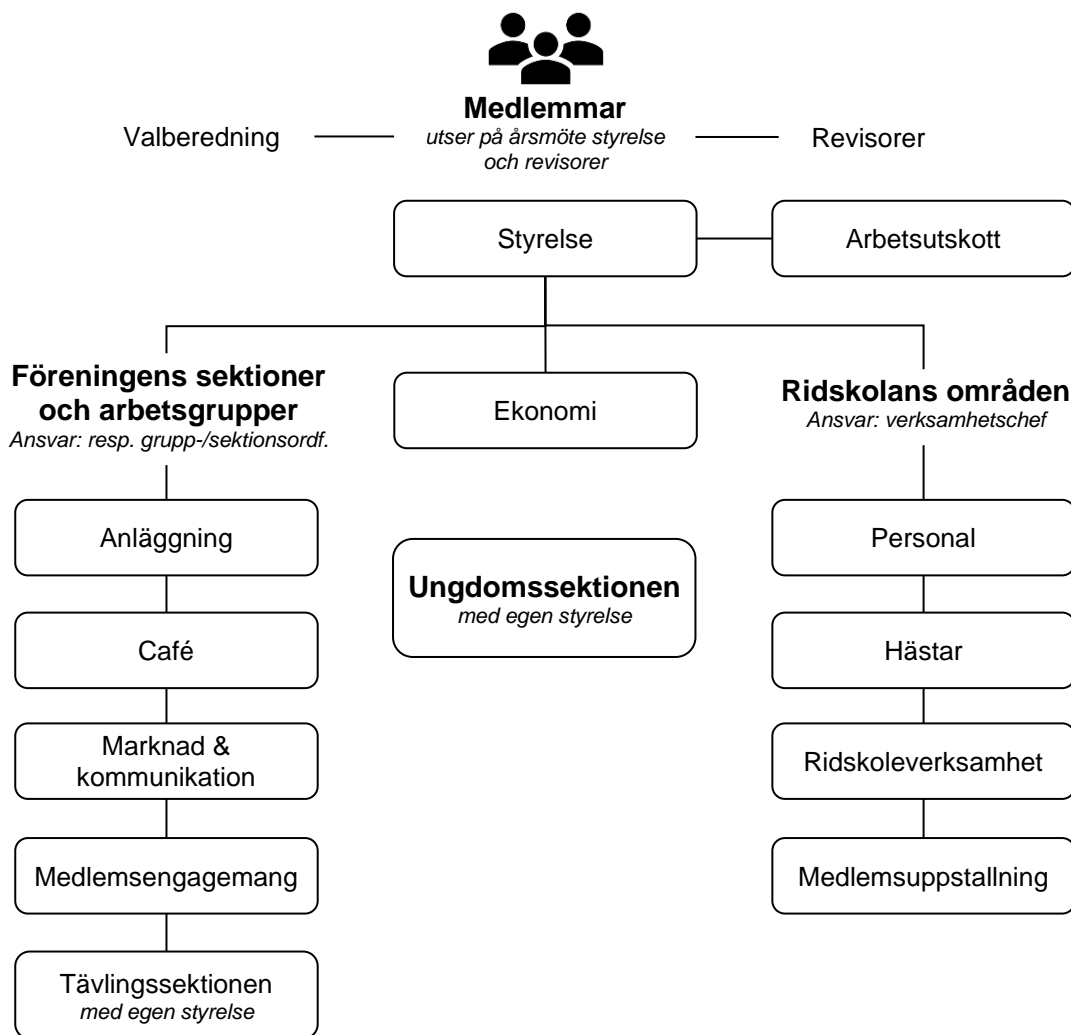 Medlemmar
utser på årsmöte styrelse
och revisorer
Valberedning
Revisorer
Styrelse
Arbetsutskott
Föreningens sektioner
och arbetsgrupper
Ansvar: resp. grupp-/sektionsordf.
Ekonomi
Ridskolans områden
Ansvar: verksamhetschef
Anläggning
Café
Marknad &
kommunikation
Medlemsengagemang
Tävlingssektionen
med egen styrelse
Ungdomssektionen
med egen styrelse
Personal
Hästar
Ridskoleverksamhet
Medlemsuppstallning